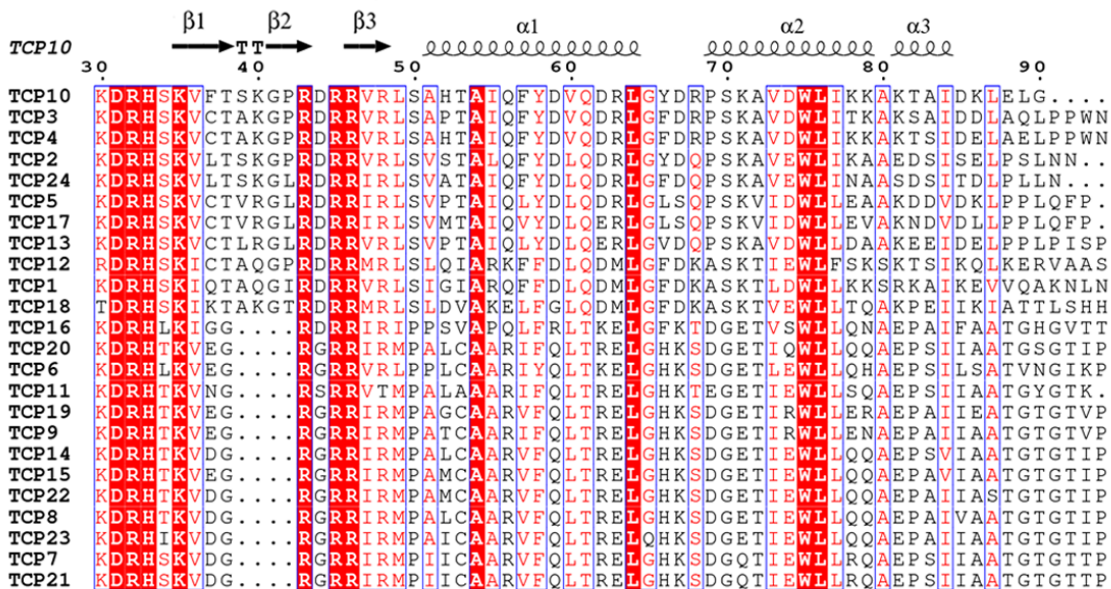 β1 β2 β3 α1 α2 α3
TCP10 TT
30 40 50 60 70 80 90
TCP10 KDRHSKVFTSKGPRDRRVRLSAHTAIQFYDVQDRLGYDRPSKAVDWLIKKAKTAIDKLELG....
TCP3 KDRHSKVCTAKGPRDRRVRLSAPTAIQFYDVQDRLGFDRPSKAVDWLITKAKSAIDDLAQLPPWN
TCP4 KDRHSKVCTAKGPRDRRVRLSAHTAIQFYDVQDRLGFDRPSKAVDWLIKKAKTSIDELAELPPWN
TCP2 KDRHSKVLTSKGPRDRRVRLSVSTALQFYDLQDRLGYDQPSKAVEWLIKAAEDSISELPSLNN..
TCP24 KDRHSKVLTSKGLRDRRIRLSVATAIQFYDLQDRLGFDQPSKAVEWLINAASDSITDLPLLN...
TCP5 KDRHSKVCTVRGLRDRRIRLSVPTAIQLYDLQDRLGLSQPSKVIDWLLEAAKDDVDKLPPLQFP.
TCP17 KDRHSKVCTVRGLRDRRIRLSVMTAIQVYDLQERLGLSQPSKVIDWLLEVAKNDVDLLPPLQFP.
TCP13 KDRHSKVCTLRGLRDRRVRLSVPTAIQLYDLQERLGVDQPSKAVDWLLDAAKEEIDELPPLPISP
TCP12 RDRHSKICTAQGPRDRRMRLSLQIARKFFDLQDMLGFDKASKTIEWLFSKSKTSIKQLKERVAAS
TCP1 KDRHSKIQTAQGIRDRRVRLSIGIARQFFDLQDMLGFDKASKTLDWLLKKSRKAIKEVVQAKNLN
TCP18 TDRHSKIKTAKGTRDRRMRLSLDVAKELFGLQDMLGFDKASKTVEWLLTQAKPEIIKIATTLSHH
TCP16 KDRHLKIGG....RDRRIRIPPSVAPQLFRLTKELGFKTDGETVSWLLQNAEPAIFAATGHGVTT
TCP20 KDRHTKVEG....RGRRIRMPALCAARIFQLTRELGHKSDGETIQWLLQQAEPSIIAATGSGTIP
TCP6 KDRHLKVEG....RGRRVRLPPLCAARIYQLTKELGHKSDGETLEWLLQHAEPSILSATVNGIKP
TCP11 KDRHTKVNG....RGRRVTMPALAAARIFQLTRELGHKTEGETIEWLLSQAEPSIIAATGYGTK.
TCP19 KDRHTKVEG....RGRRIRMPAGCAARVFQLTRELGHKSDGETIRWLLERAEPAIIEATGTGTVP
TCP9 KDRHTKVEG....RGRRIRMPATCAARIFQLTRELGHKSDGETIRWLLENAEPAIIAATGTGTVP
TCP14 KDRHTKVDG....RGRRIRMPALCAARVFQLTRELGHKSDGETIEWLLQQAEPSVIAATGTGTIP
TCP15 KDRHTKVEG....RGRRIRMPAMCAARVFQLTRELGHKSDGETIEWLLQQAEPAVIAATGTGTIP
TCP22 KDRHTKVDG....RGRRIRMPAMCAARVFQLTRELGHKSDGETIEWLLQQAEPAIIASTGTGTIP
TCP8 KDRHTKVDG....RGRRIRMPALCAARVFQLTRELGHKSDGETIEWLLQQAEPAIVAATGTGTIP
TCP23 KDRHIKVDG....RGRRIRMPAICAARVFQLTRELQHKSDGETIEWLLQQAEPAIIAATGTGTIP
TCP7 KDRHSKVDG....RGRRIRMPIICAARVFQLTRELGHKSDGQTIEWLLRQAEPSIIAATGTGTTP
TCP21 KDRHSKVDG....RGRRIRMPIICAARVFQLTRELGHKSDGQTIEWLLRQAEPSIIAATGTGTTP